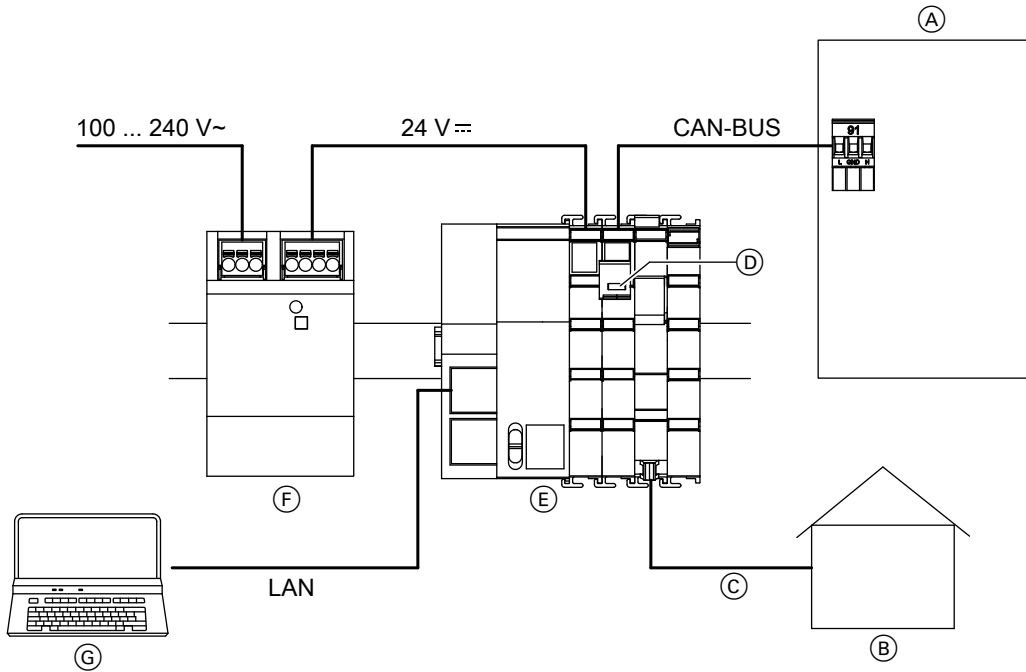 Ⓐ
100 ... 240 V~
24 V ⎓
CAN-BUS
91
L GND H
Ⓓ
Ⓕ
Ⓔ
LAN
Ⓒ
Ⓑ
Ⓖ